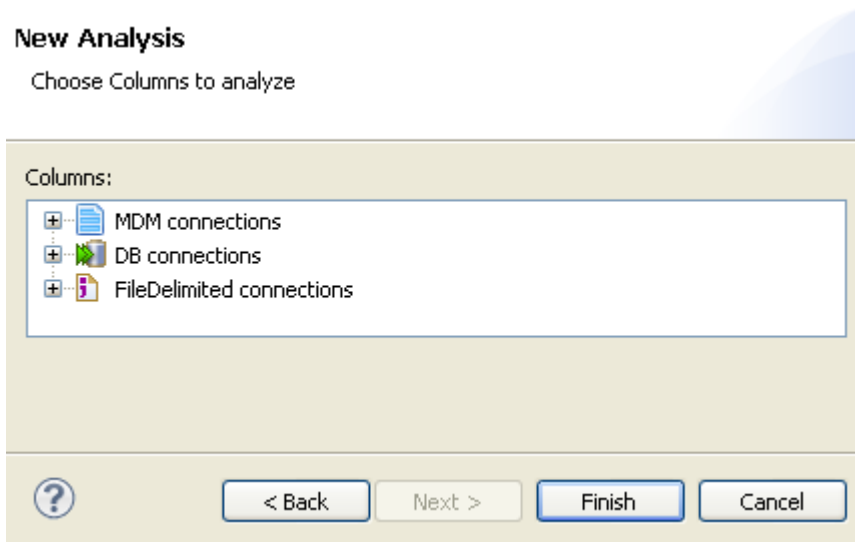 New Analysis
Choose Columns to analyze
Columns:
MDM connections
DB connections
FileDelimited connections
? < Back Next > Finish Cancel